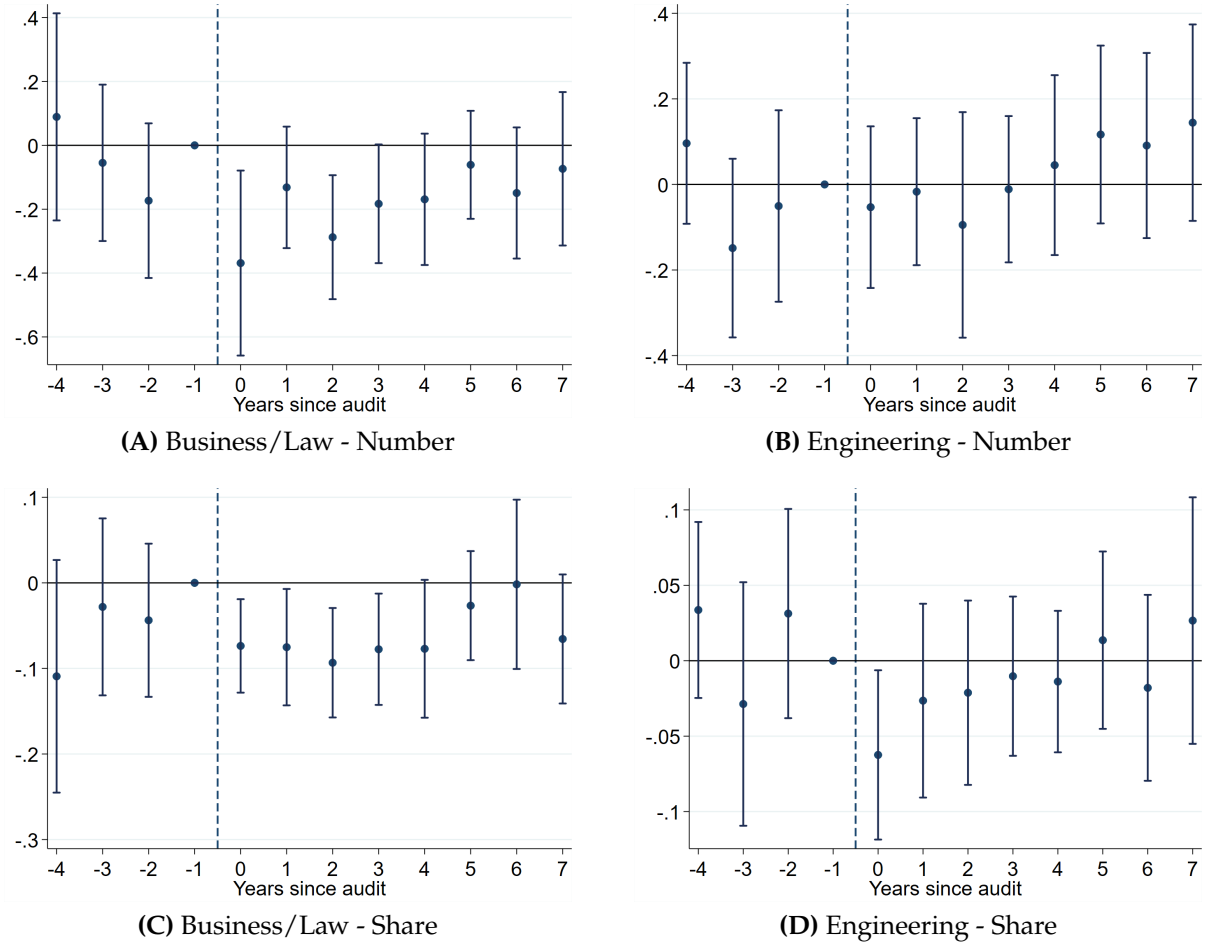 .4
.2
0
-.2
-.4
-.6
-4 -3 -2 -1 0 1 2 3 4 5 6 7
Years since audit
(A) Business/Law - Number
.4
.2
0
-.2
-.4
-4 -3 -2 -1 0 1 2 3 4 5 6 7
Years since audit
(B) Engineering - Number
.1
0
-.1
-.2
-.3
-4 -3 -2 -1 0 1 2 3 4 5 6 7
Years since audit
(C) Business/Law - Share
.1
.05
0
-.05
-.1
-4 -3 -2 -1 0 1 2 3 4 5 6 7
Years since audit
(D) Engineering - Share